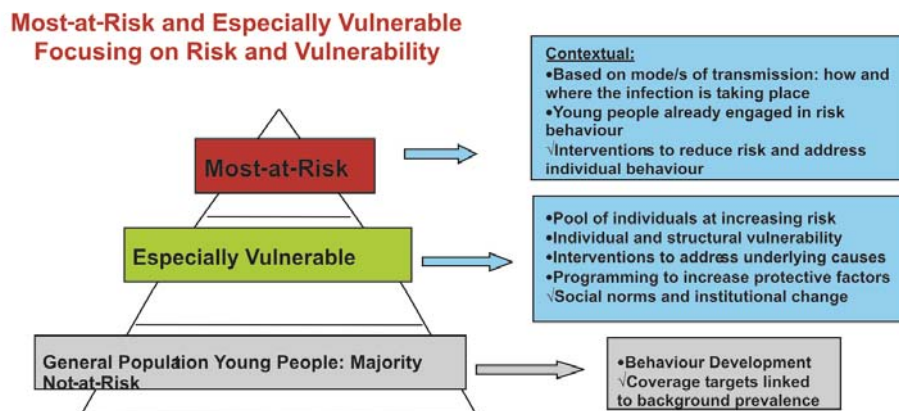 Most-at-Risk and Especially Vulnerable
Focusing on Risk and Vulnerability
Most-at-Risk
Contextual:
•Based on mode/s of transmission: how and
where the infection is taking place
•Young people already engaged in risk
behaviour
√Interventions to reduce risk and address
individual behaviour
Especially Vulnerable
•Pool of individuals at increasing risk
•Individual and structural vulnerability
•Interventions to address underlying causes
•Programming to increase protective factors
√Social norms and institutional change
General Population Young People: Majority
Not-at-Risk
•Behaviour Development
√Coverage targets linked
to background prevalence